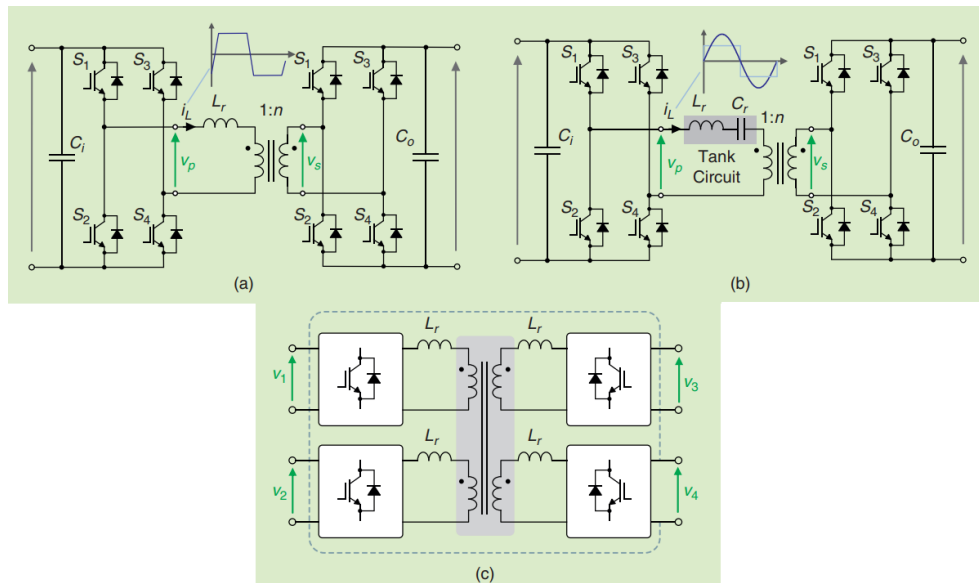 S1 S3
Lr 1:n
iL
Ci
vp vs
S2 S4
S1 S3
Co
S2 S4
(a)
S1 S3
Lr Cr 1:n
iL
Ci
vp
Tank
Circuit
vs
S2 S4
S1 S3
Co
S2 S4
(b)
Lr Lr
v1 v3
Lr Lr
v2 v4
(c)